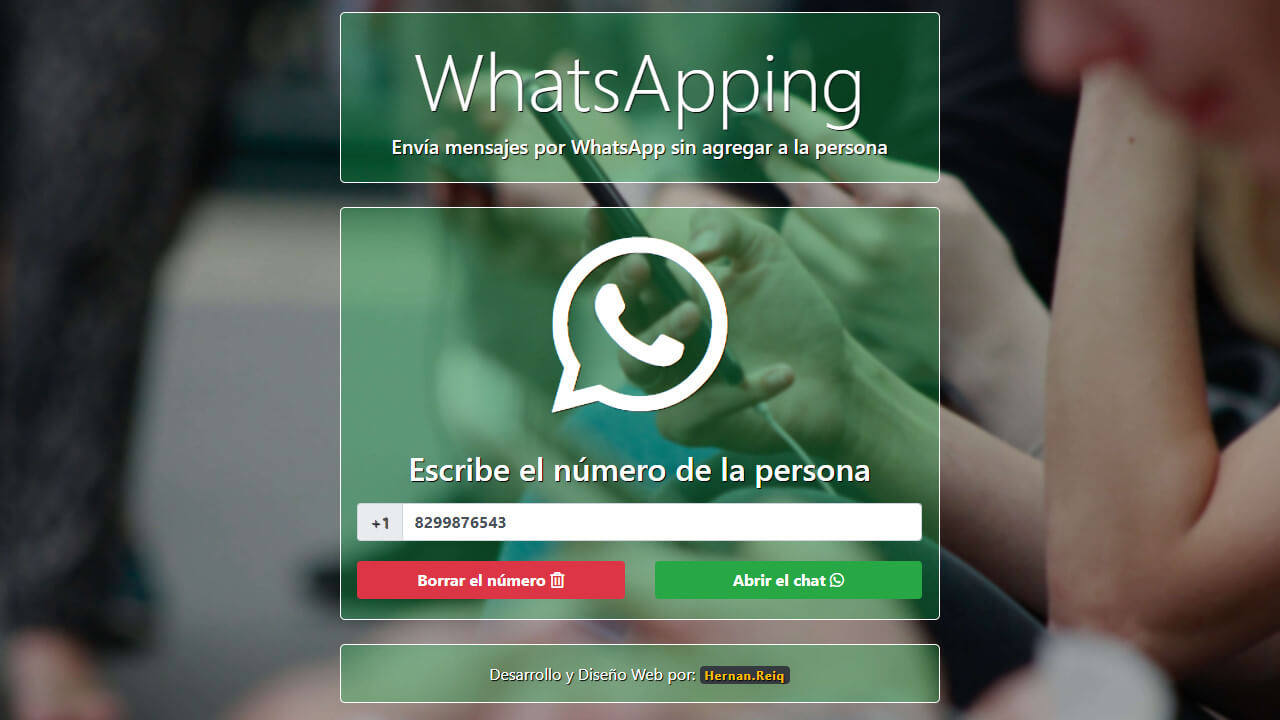 WhatsApping
Envía mensajes por WhatsApp sin agregar a la persona
Escribe el número de la persona
+1 8299876543
Borrar el número
Abrir el chat
Desarrollo y Diseño Web por: Hernan.Reiq